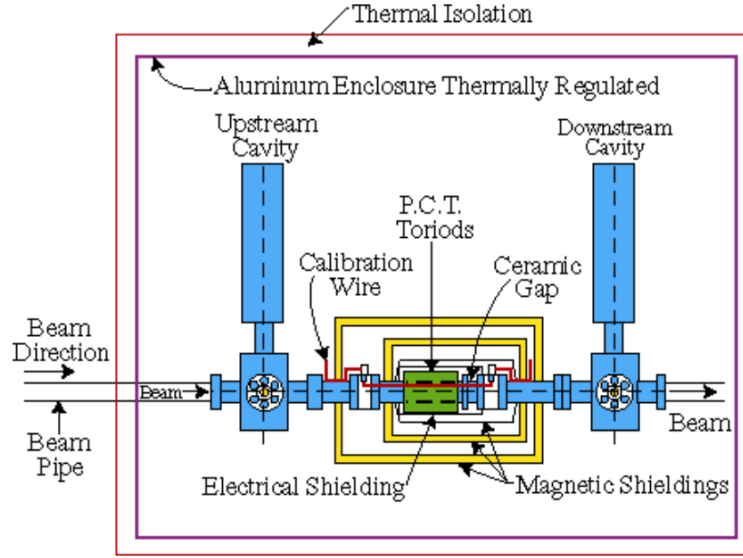 Thermal Isolation
Aluminum Enclosure Thermally Regulated
Upstream
Cavity
Downstream
Cavity
P.C.T.
Toriods
Calibration
Wire
Ceramic
Gap
Beam
Direction
Beam
Beam
Beam
Pipe
Electrical Shielding
Magnetic Shieldings